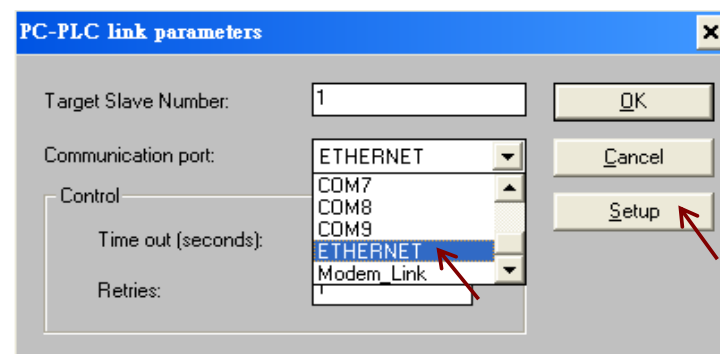 PC-PLC link parameters
Target Slave Number:
1
OK
Communication port:
ETHERNET
Cancel
COM7
COM8
COM9
ETHERNET
Modem_Link
Setup
Control
Time out (seconds):
Retries: